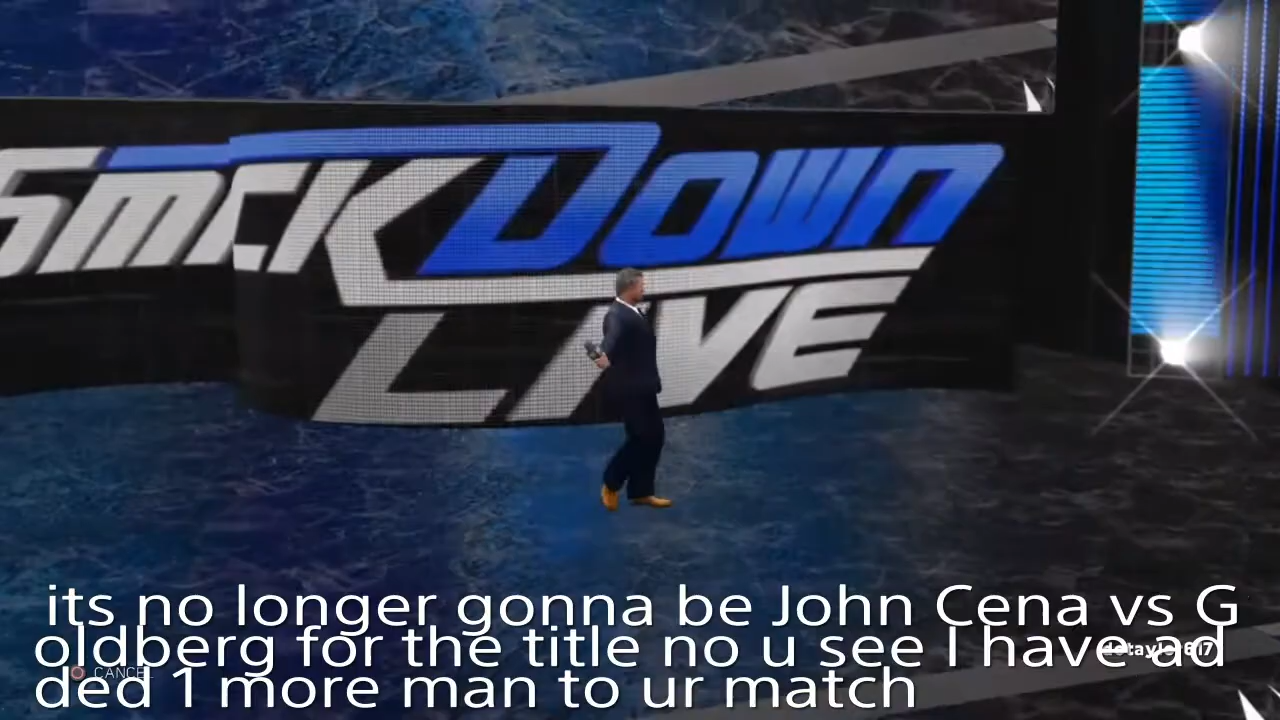 SMACKDOWN
LIVE
its no longer gonna be John Cena vs G
oldberg for the title no u see I have ad
ded 1 more man to ur match
CANCEL